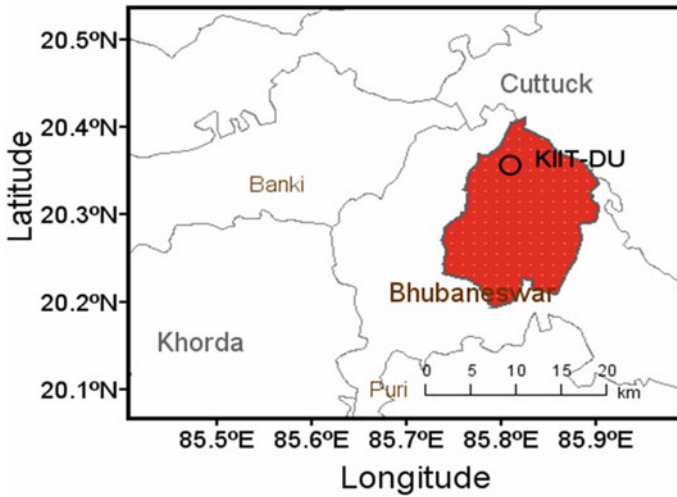 20.5ºN
Cuttuck
20.4ºN
KIIT-DU
Banki
20.3ºN
Latitude
20.2ºN
Bhubaneswar
Khorda
20.1ºN
Puri
0 5 10 15 20
km
85.5ºE 85.6ºE 85.7ºE 85.8ºE 85.9ºE
Longitude